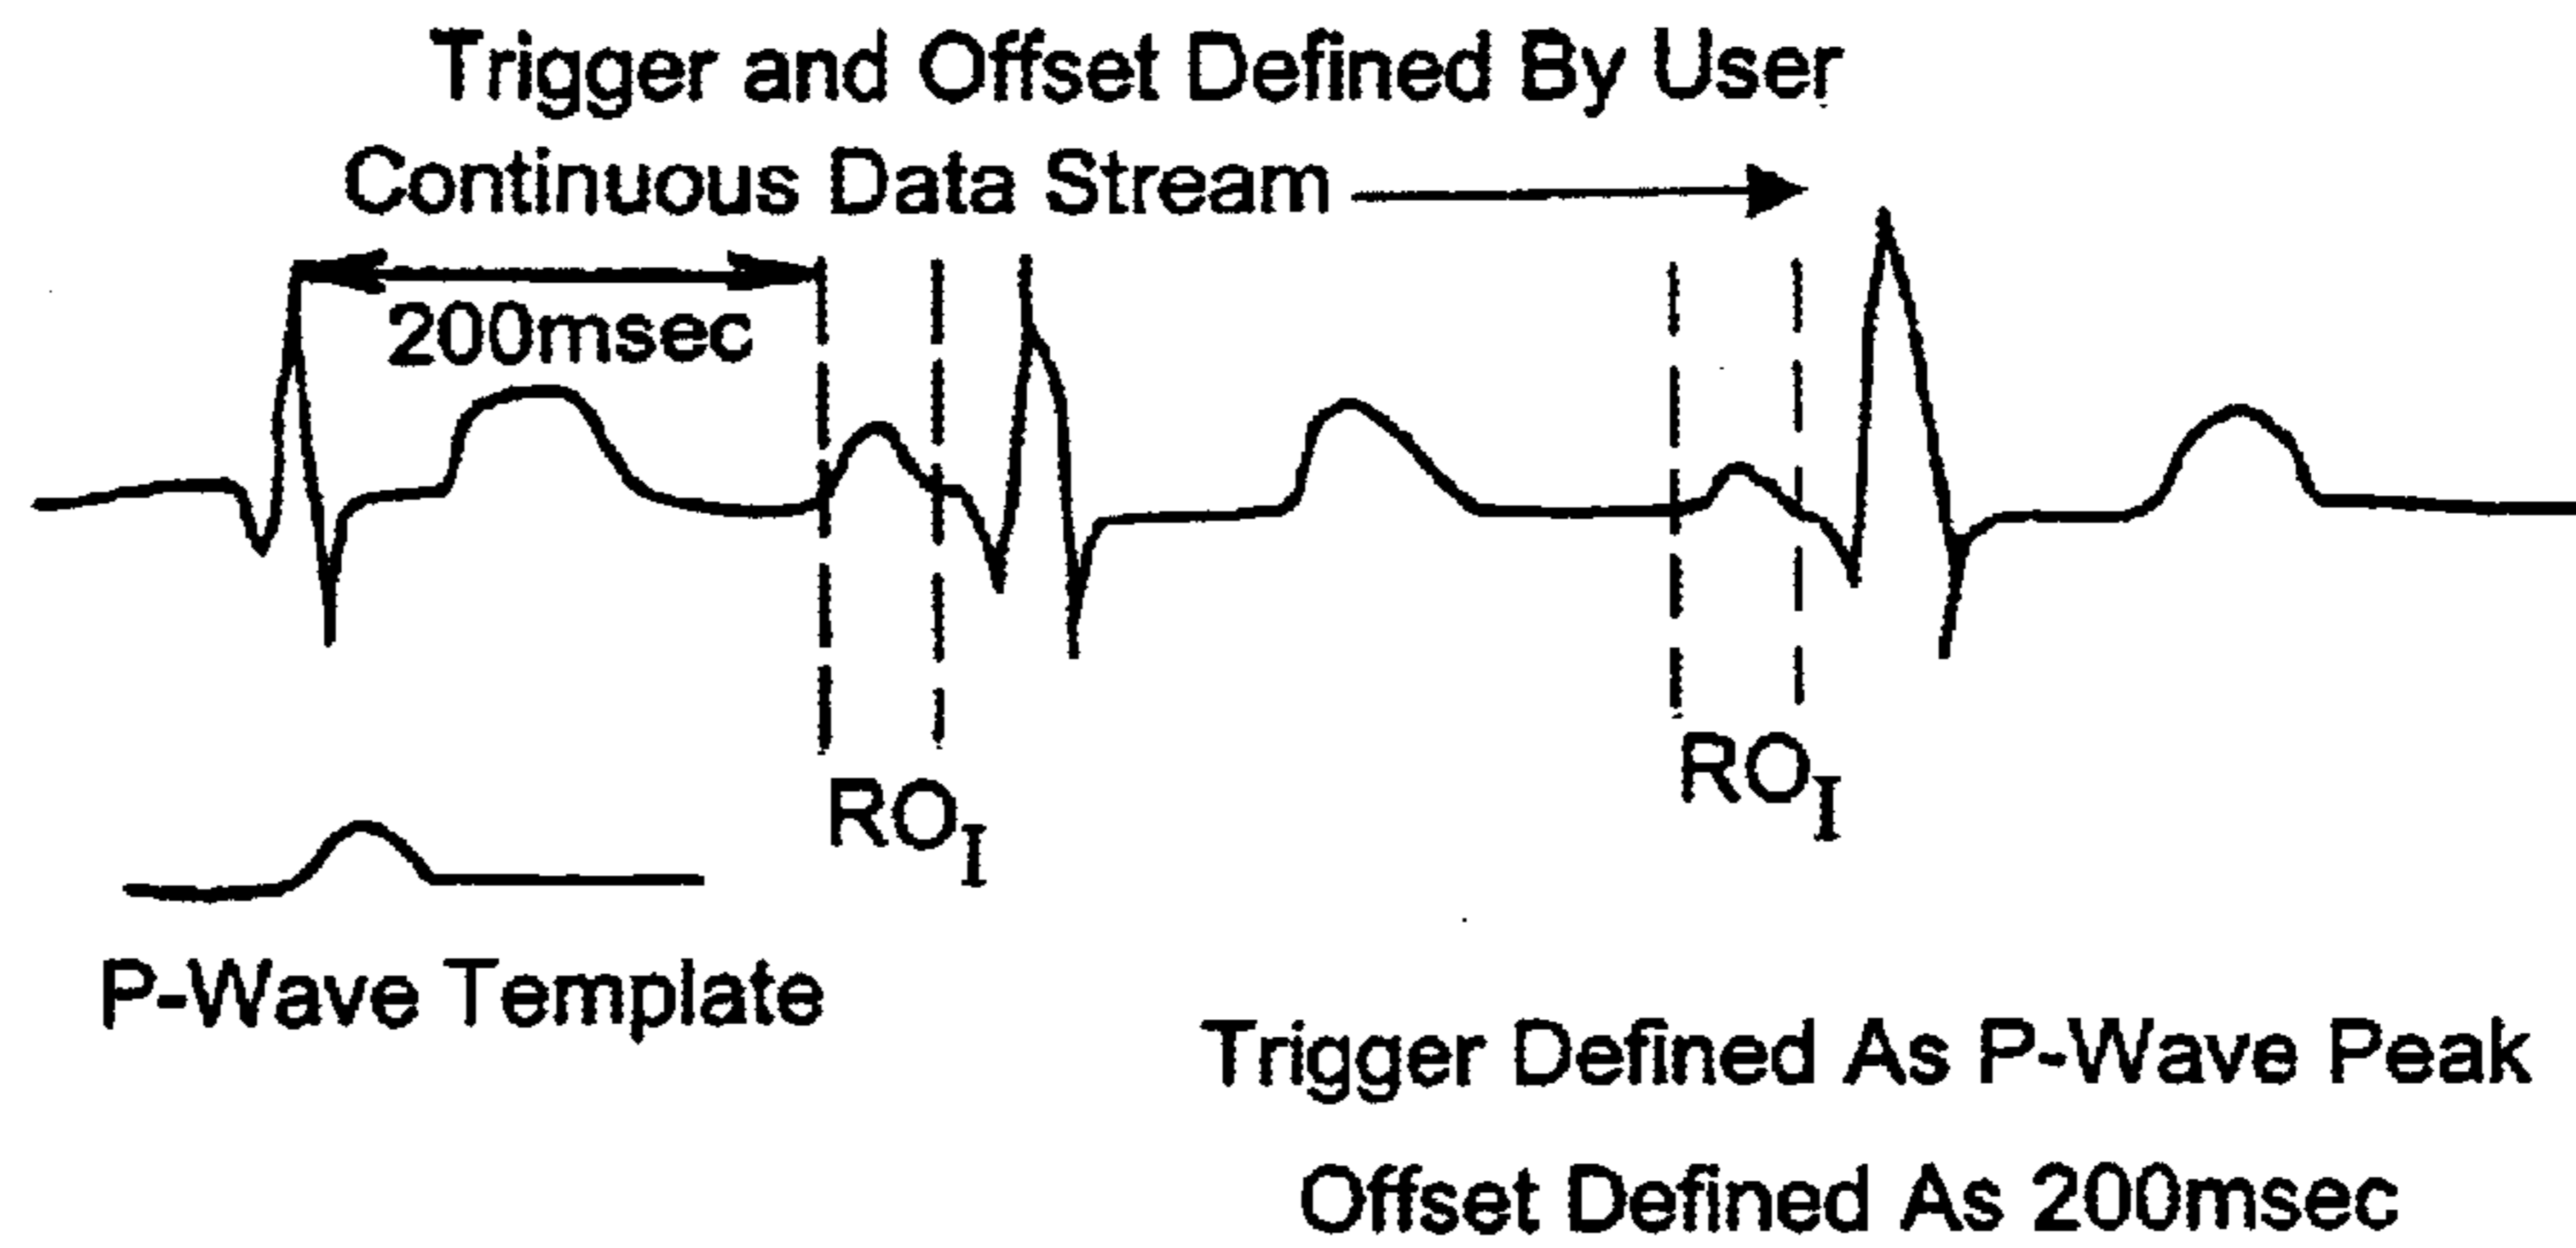 Trigger and Offset Defined By User
Continuous Data Stream
200msec
ROI
ROI
P-Wave Template
Trigger Defined As P-Wave Peak
Offset Defined As 200msec